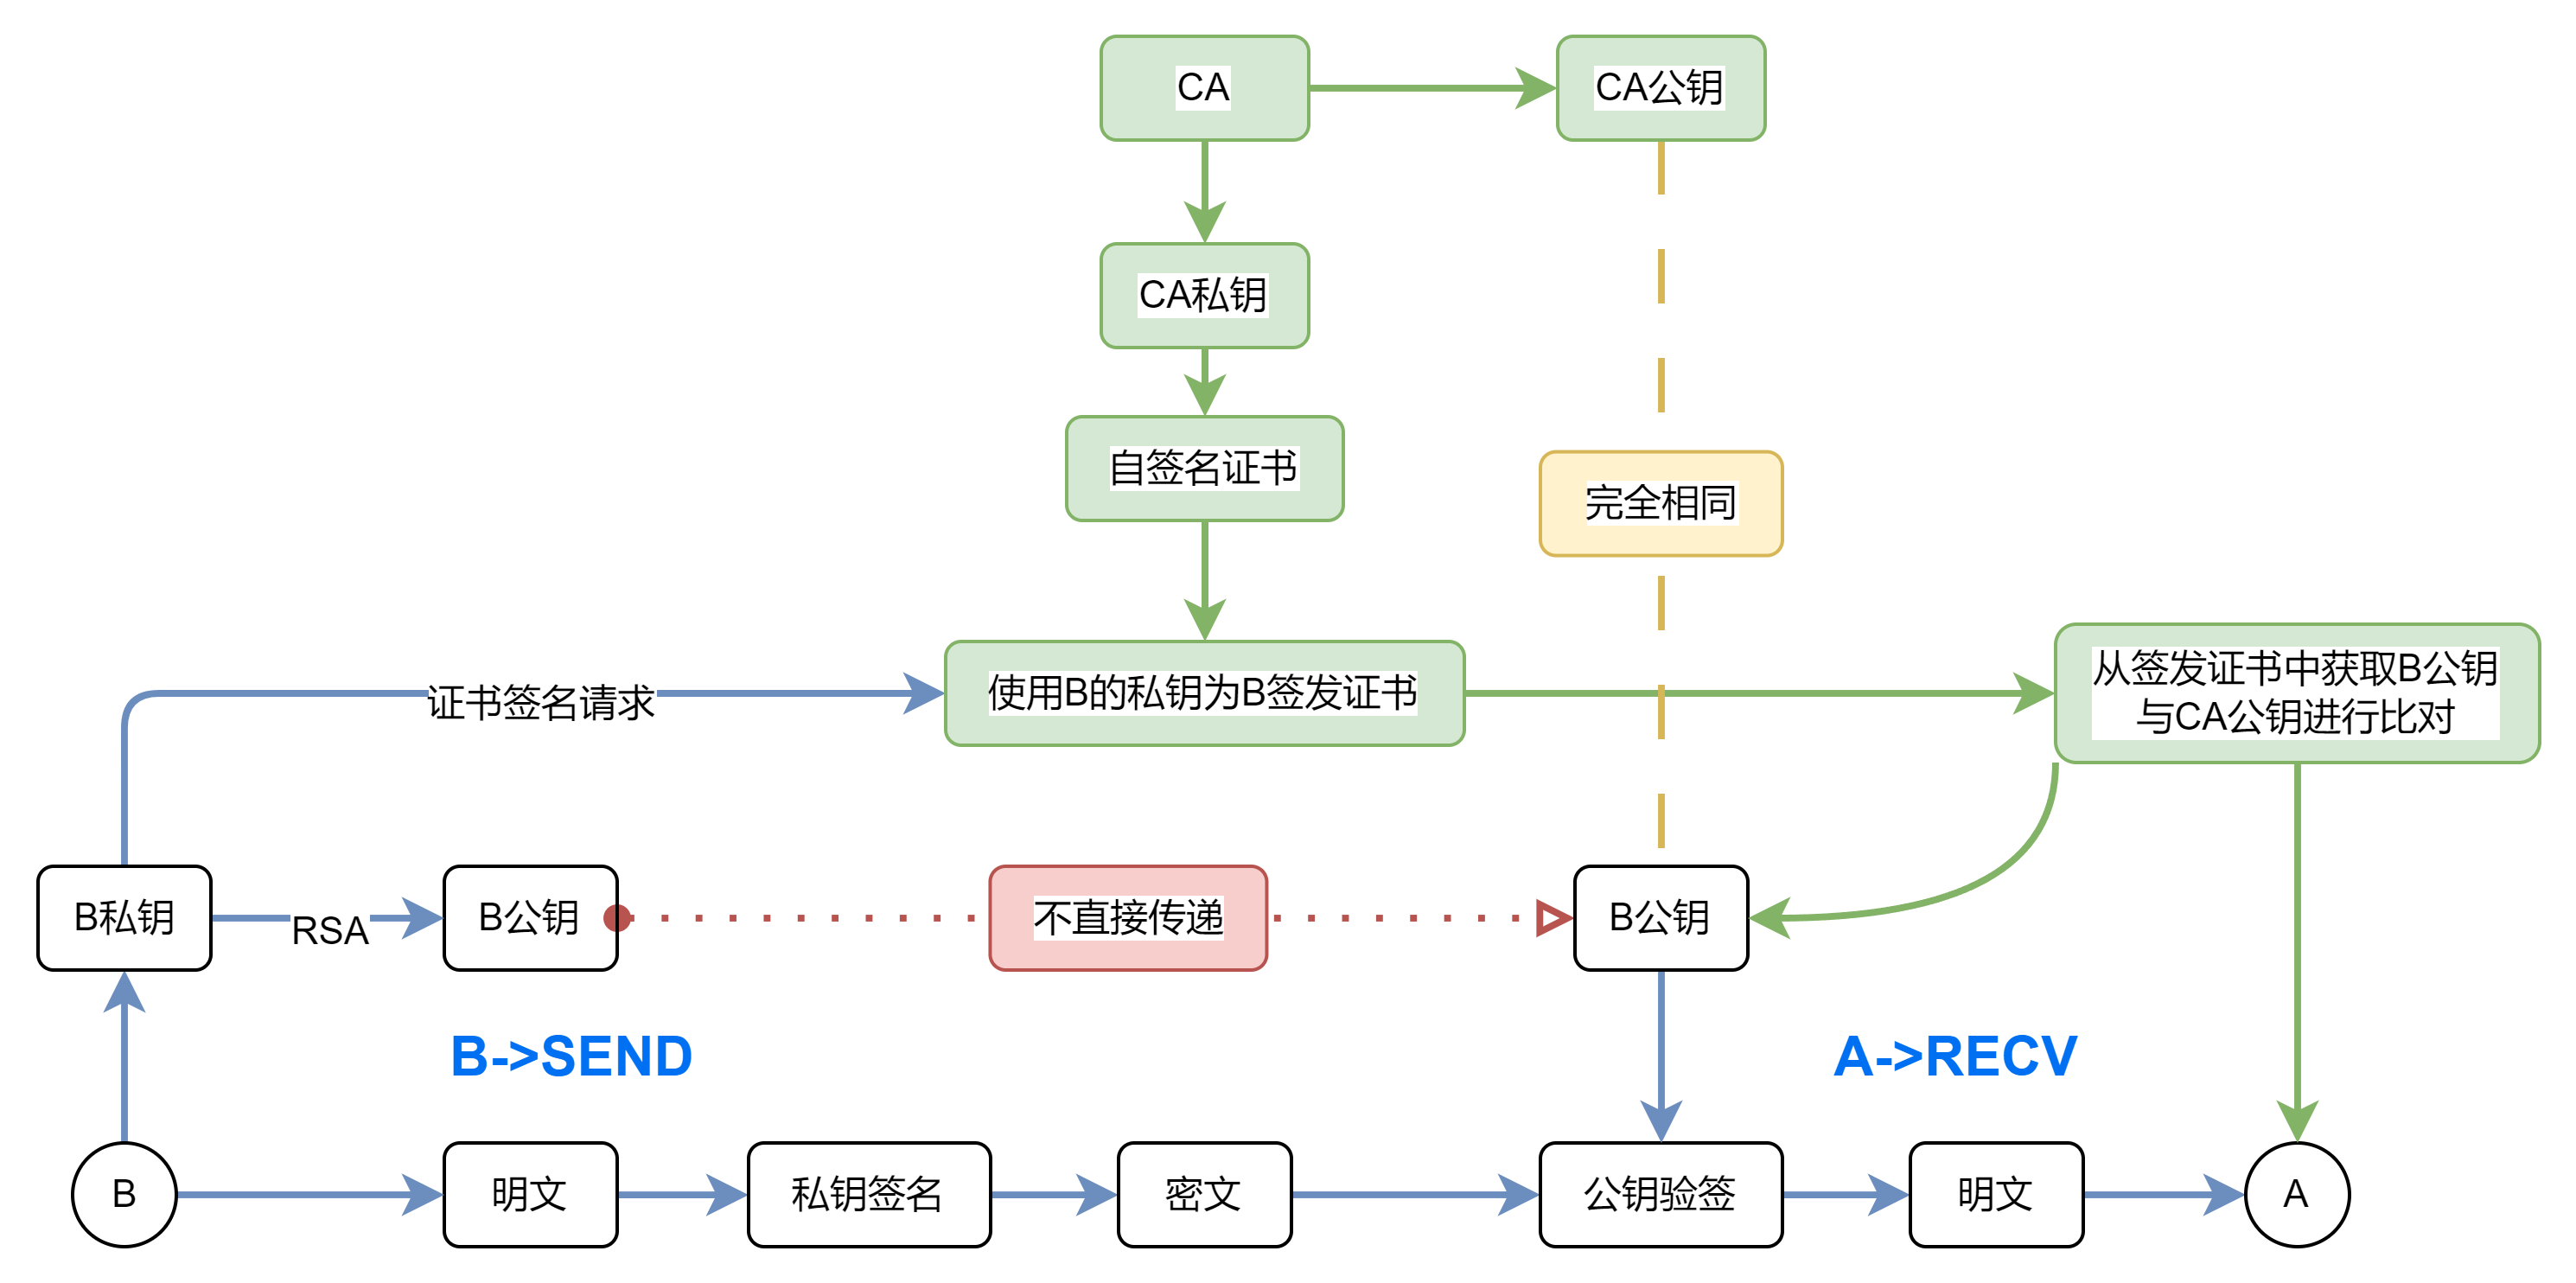 CA
CA公钥
CA私钥
自签名证书
完全相同
证书签名请求
使用B的私钥为B签发证书
从签发证书中获取B公钥
与CA公钥进行比对
B私钥
RSA
B公钥
不直接传递
B公钥
B->SEND
A->RECV
B
明文
私钥签名
密文
公钥验签
明文
A